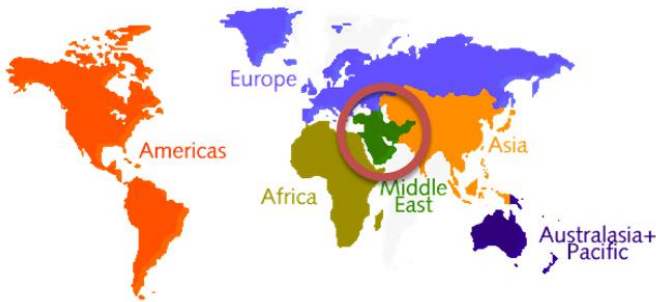 Europe
Americas
Asia
Africa
Middle
East
Australasia+
Pacific